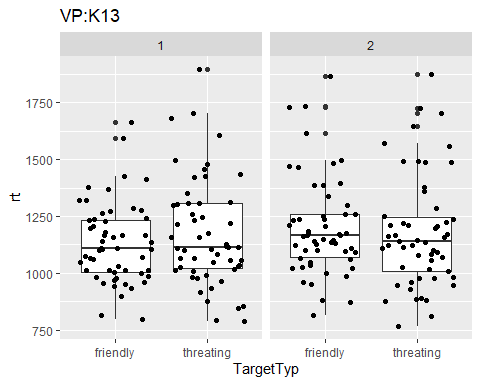 VP:K13
1 2
1750
1500
1250
1000
750
rt
friendly threating friendly threating
TargetTyp